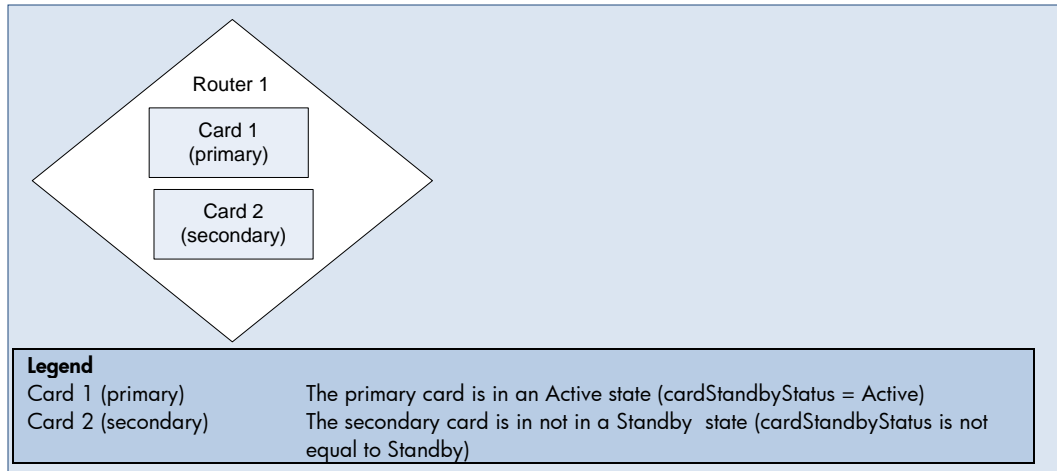 Router 1
Card 1
(primary)
Card 2
(secondary)
Legend
Card 1 (primary) The primary card is in an Active state (cardStandbyStatus = Active)
Card 2 (secondary) The secondary card is in not in a Standby state (cardStandbyStatus is not
equal to Standby)